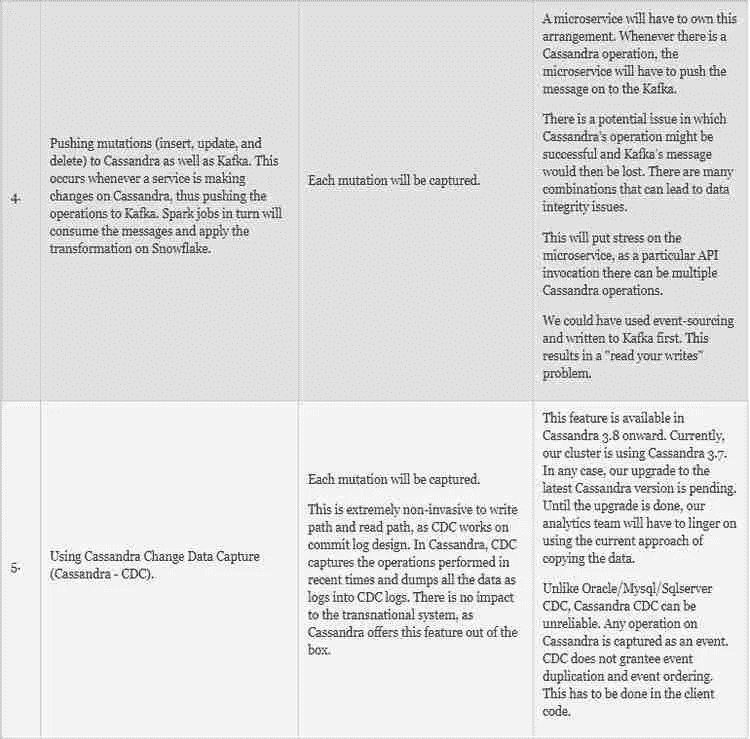 4.
Pushing mutations (insert, update, and
delete) to Cassandra as well as Kafka. This
occurs whenever a service is making
changes on Cassandra, thus pushing the
operations to Kafka. Spark jobs in turn will
consume the messages and apply the
transformation on Snowflake.
Each mutation will be captured.
A microservice will have to own this
arrangement. Whenever there is a
Cassandra operation, the
microservice will have to push the
message on to the Kafka.
There is a potential issue in which
Cassandra's operation might be
successful and Kafka's message
would then be lost. There are many
combinations that can lead to data
integrity issues.
This will put stress on the
microservice, as a particular API
invocation there can be multiple
Cassandra operations.
We could have used event-sourcing
and written to Kafka first. This
results in a "read your writes"
problem.
5.
Using Cassandra Change Data Capture
(Cassandra - CDC).
Each mutation will be captured.
This is extremely non-invasive to write
path and read path, as CDC works on
commit log design. In Cassandra, CDC
captures the operations performed in
recent times and dumps all the data as
logs into CDC logs. There is no impact
to the transnational system, as
Cassandra offers this feature out of the
box.
This feature is available in
Cassandra 3.8 onward. Currently,
our cluster is using Cassandra 3.7.
In any case, our upgrade to the
latest Cassandra version is pending.
Until the upgrade is done, our
analytics team will have to linger on
using the current approach of
copying the data.
Unlike Oracle/Mysql/Sqlserver
CDC, Cassandra CDC can be
unreliable. Any operation on
Cassandra is captured as an event.
CDC does not grantee event
duplication and event ordering.
This has to be done in the client
code.